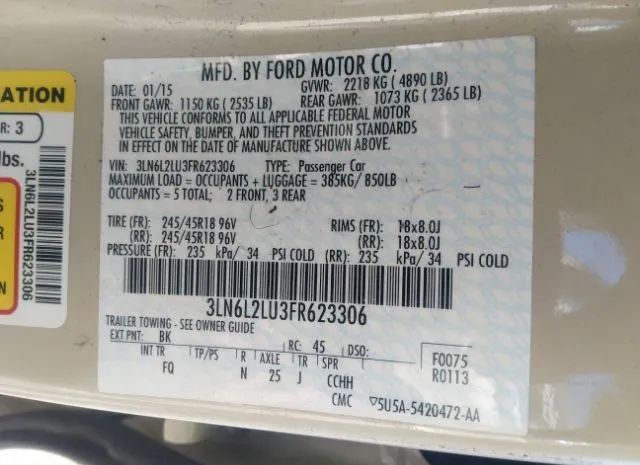 ATION
R: 3
lbs.
3LN6L2LU3FR623306
MFD. BY FORD MOTOR CO.
DATE: 01/15 GVWR: 2218 KG ( 4890 LB)
FRONT GAWR: 1150 KG ( 2535 LB) REAR GAWR: 1073 KG ( 2365 LB)
THIS VEHICLE CONFORMS TO ALL APPLICABLE FEDERAL MOTOR
VEHICLE SAFETY, BUMPER, AND THEFT PREVENTION STANDARDS
IN EFFECT ON THE DATE OF MANUFACTURE SHOWN ABOVE.
VIN: 3LN6L2LU3FR623306 TYPE: Passenger Car
MAXIMUM LOAD = OCCUPANTS + LUGGAGE = 385KG/ 850LB
OCCUPANTS = 5 TOTAL; 2 FRONT, 3 REAR
TIRE (FR): 245/45R18 96V RIMS (FR): 18x8.0J
(RR): 245/45R18 96V (RR): 18x8.0J
PRESSURE (FR): 235 kPa/ 34 PSI COLD (RR): 235 kPa/ 34 PSI COLD
3LN6L2LU3FR623306
TRAILER TOWING - SEE OWNER GUIDE
EXT PNT: BK RC: 45 DSO:
INT TR TP/PS R AXLE TR SPR
FQ N 25 J CCHH
F0075
R0113
CMC ▽5U5A-5420472-AA